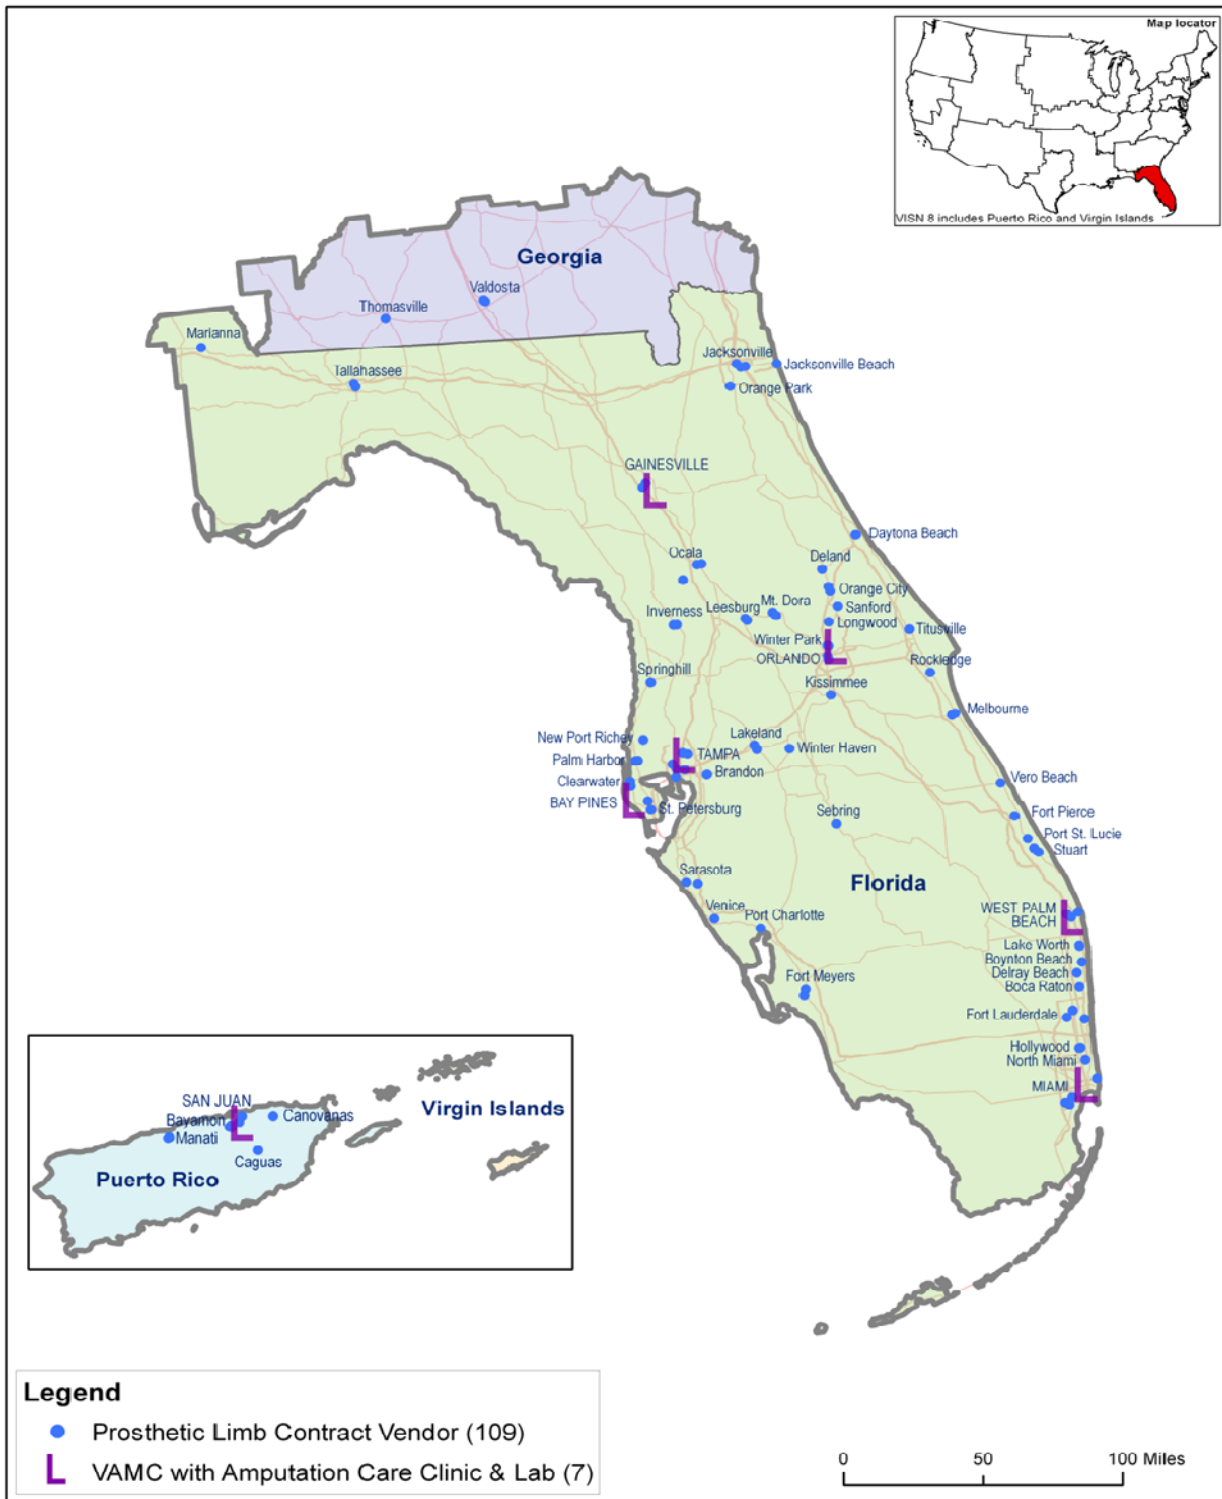 Map locator
VISN 8 includes Puerto Rico and Virgin Islands
Georgia
Valdosta
Thomasville
Marianna
Tallahassee
Jacksonville
Jacksonville Beach
Orange Park
GAINESVILLE
Daytona Beach
Ocala
Deland
Orange City
Mt. Dora
Leesburg
Sanford
Inverness
Longwood
Titusville
Winter Park
ORLANDO
Rockledge
Springhill
Kissimmee
Melbourne
New Port Richey
Lakeland
Winter Haven
TAMPA
Palm Harbor
Brandon
Clearwater
Vero Beach
BAY PINES
St. Petersburg
Sebring
Fort Pierce
Port St. Lucie
Stuart
Sarasota
Florida
Venice
Port Charlotte
WEST PALM
BEACH
Lake Worth
Boynton Beach
Delray Beach
Fort Meyers
Boca Raton
Fort Lauderdale
Hollywood
North Miami
MIAMI
SAN JUAN
Virgin Islands
Bayamon
Canovanas
Manati
Caguas
Puerto Rico
Legend
Prosthetic Limb Contract Vendor (109)
L VAMC with Amputation Care Clinic & Lab (7)
0 50 100 Miles